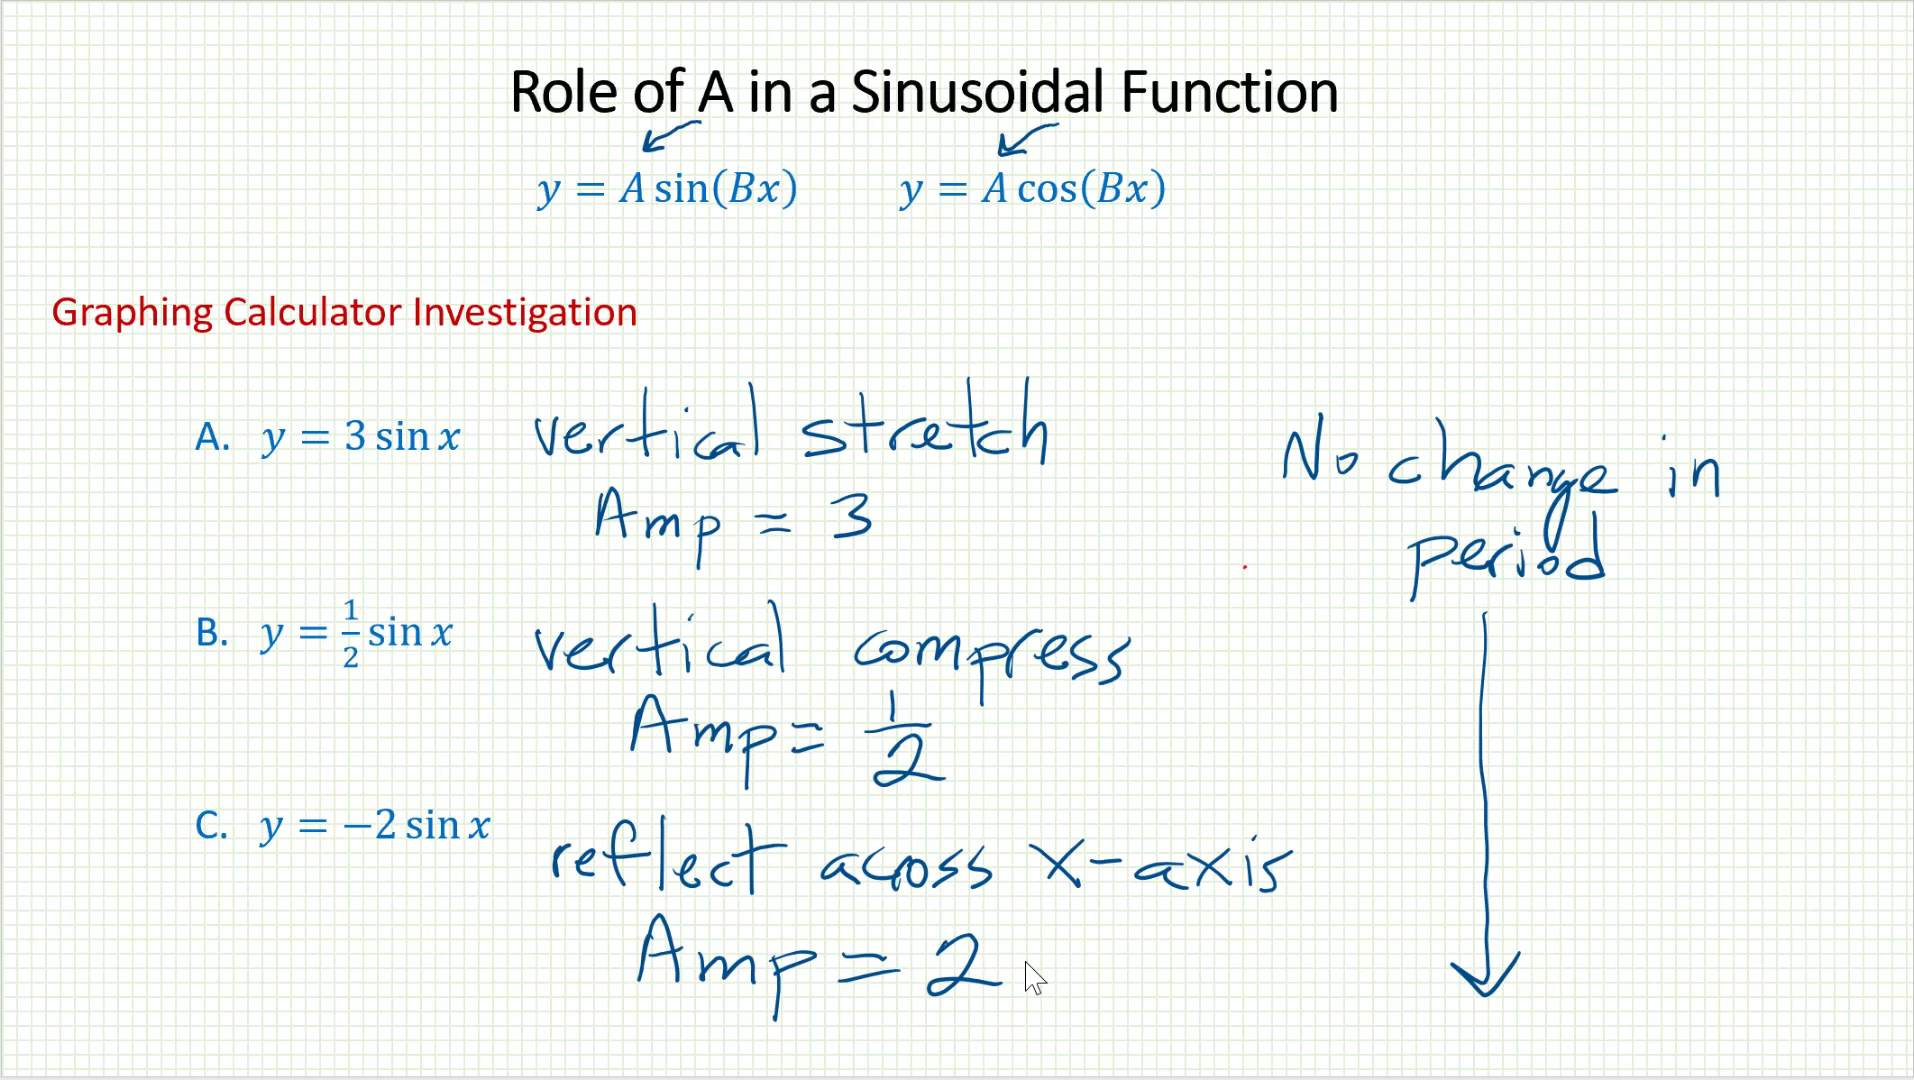 Role of A in a Sinusoidal Function
y = A sin(Bx) y = A cos(Bx)
Graphing Calculator Investigation
A. y = 3 sin x vertical stretch
Amp = 3
No change in
period
B. y = 1/2 sin x vertical compress
Amp = 1/2
C. y = −2 sin x reflect across x-axis
Amp = 2